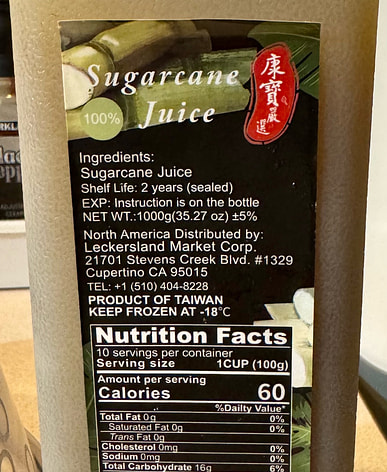 Sugarcane
100% Juice
康寶
嚴選
Ingredients:
Sugarcane Juice
Shelf Life: 2 years (sealed)
EXP: Instruction is on the bottle
NET WT.:1000g(35.27 oz) ±5%
North America Distributed by:
Leckersland Market Corp.
21701 Stevens Creek Blvd. #1329
Cupertino CA 95015
TEL: +1 (510) 404-8228
PRODUCT OF TAIWAN
KEEP FROZEN AT -18°C
Nutrition Facts
10 servings per container
Serving size 1CUP (100g)
Amount per serving
Calories 60
%Dailty Value*
Total Fat 0g 0%
Saturated Fat 0g 0%
Trans Fat 0g
Cholesterol 0mg 0%
Sodium 0mg 0%
Total Carbohydrate 16g 6%